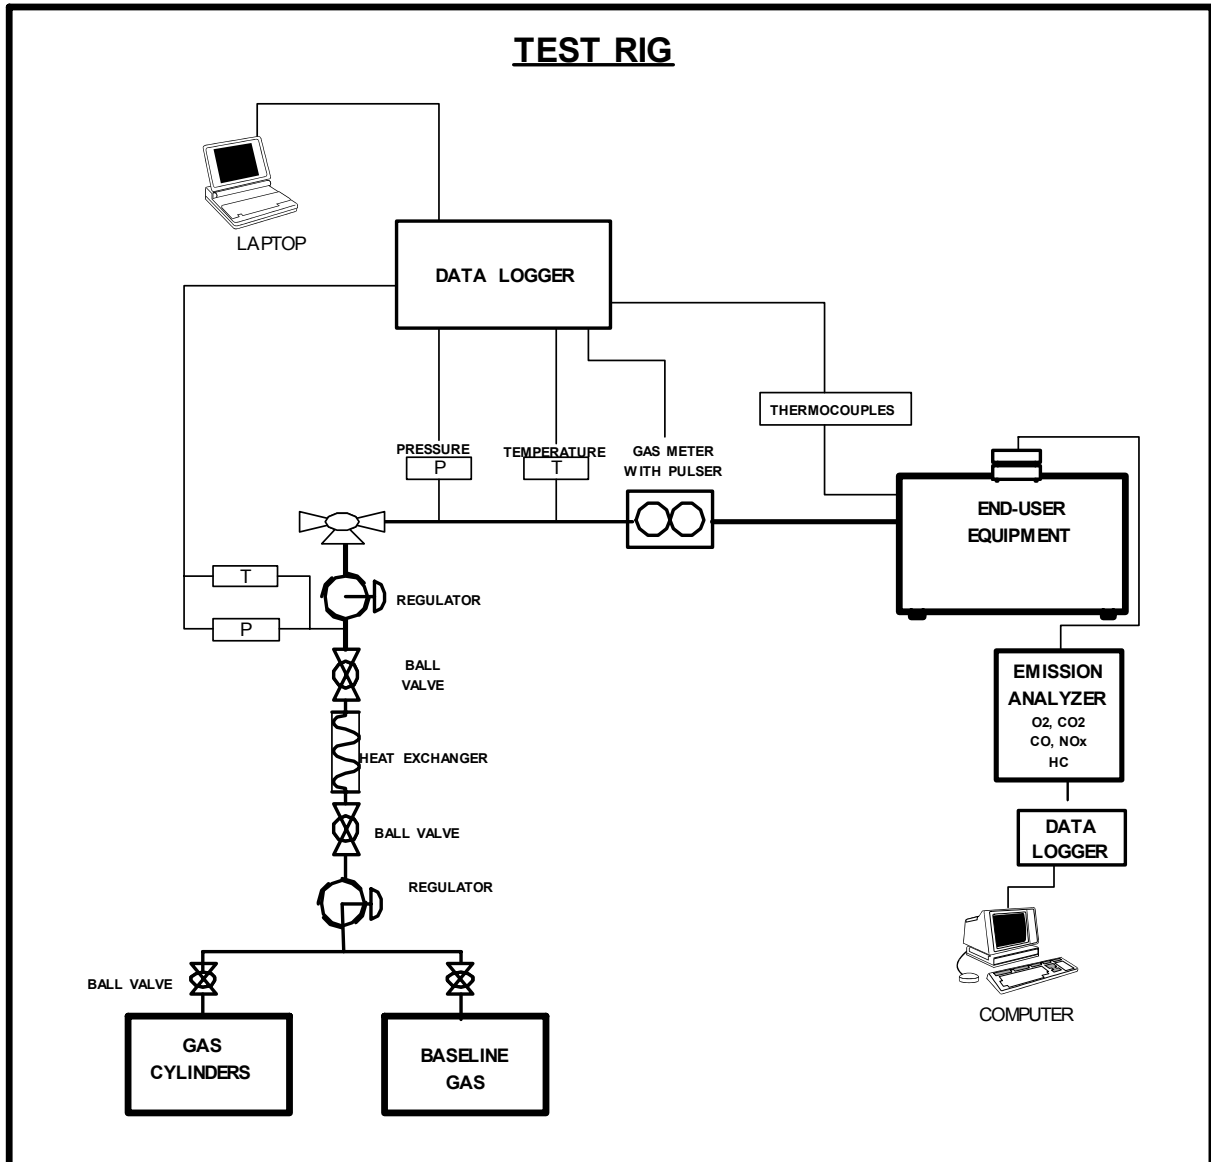 TEST RIG
LAPTOP
DATA LOGGER
THERMOCOUPLES
PRESSURE
P
TEMPERATURE
T
GAS METER
WITH PULSER
END-USER
EQUIPMENT
T
P
REGULATOR
BALL
VALVE
HEAT EXCHANGER
BALL VALVE
REGULATOR
EMISSION
ANALYZER
O2, CO2
CO, NOx
HC
DATA
LOGGER
COMPUTER
BALL VALVE
GAS
CYLINDERS
BASELINE
GAS